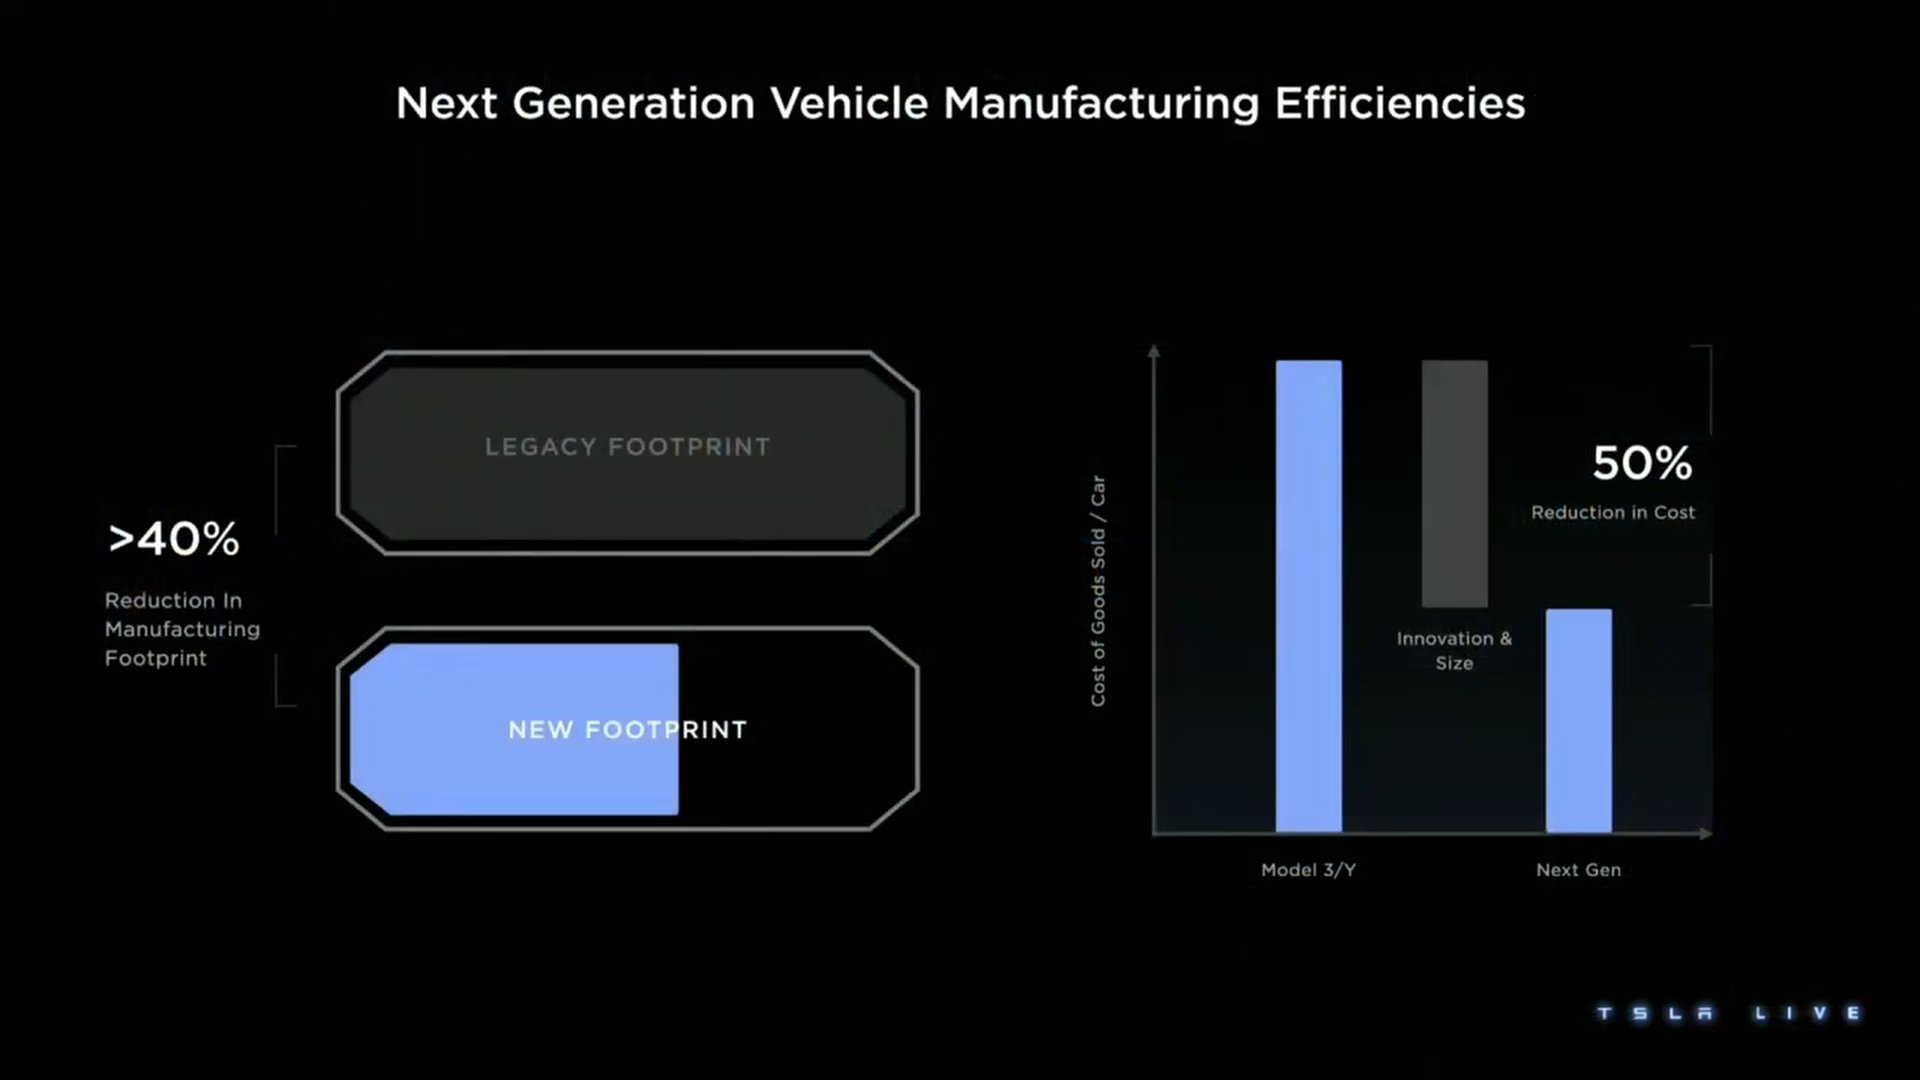 Next Generation Vehicle Manufacturing Efficiencies
>40%
Reduction In
Manufacturing
Footprint
LEGACY FOOTPRINT
NEW FOOTPRINT
Cost of Goods Sold / Car
50%
Reduction in Cost
Innovation &
Size
Model 3/Y
Next Gen
TSLA LIVE